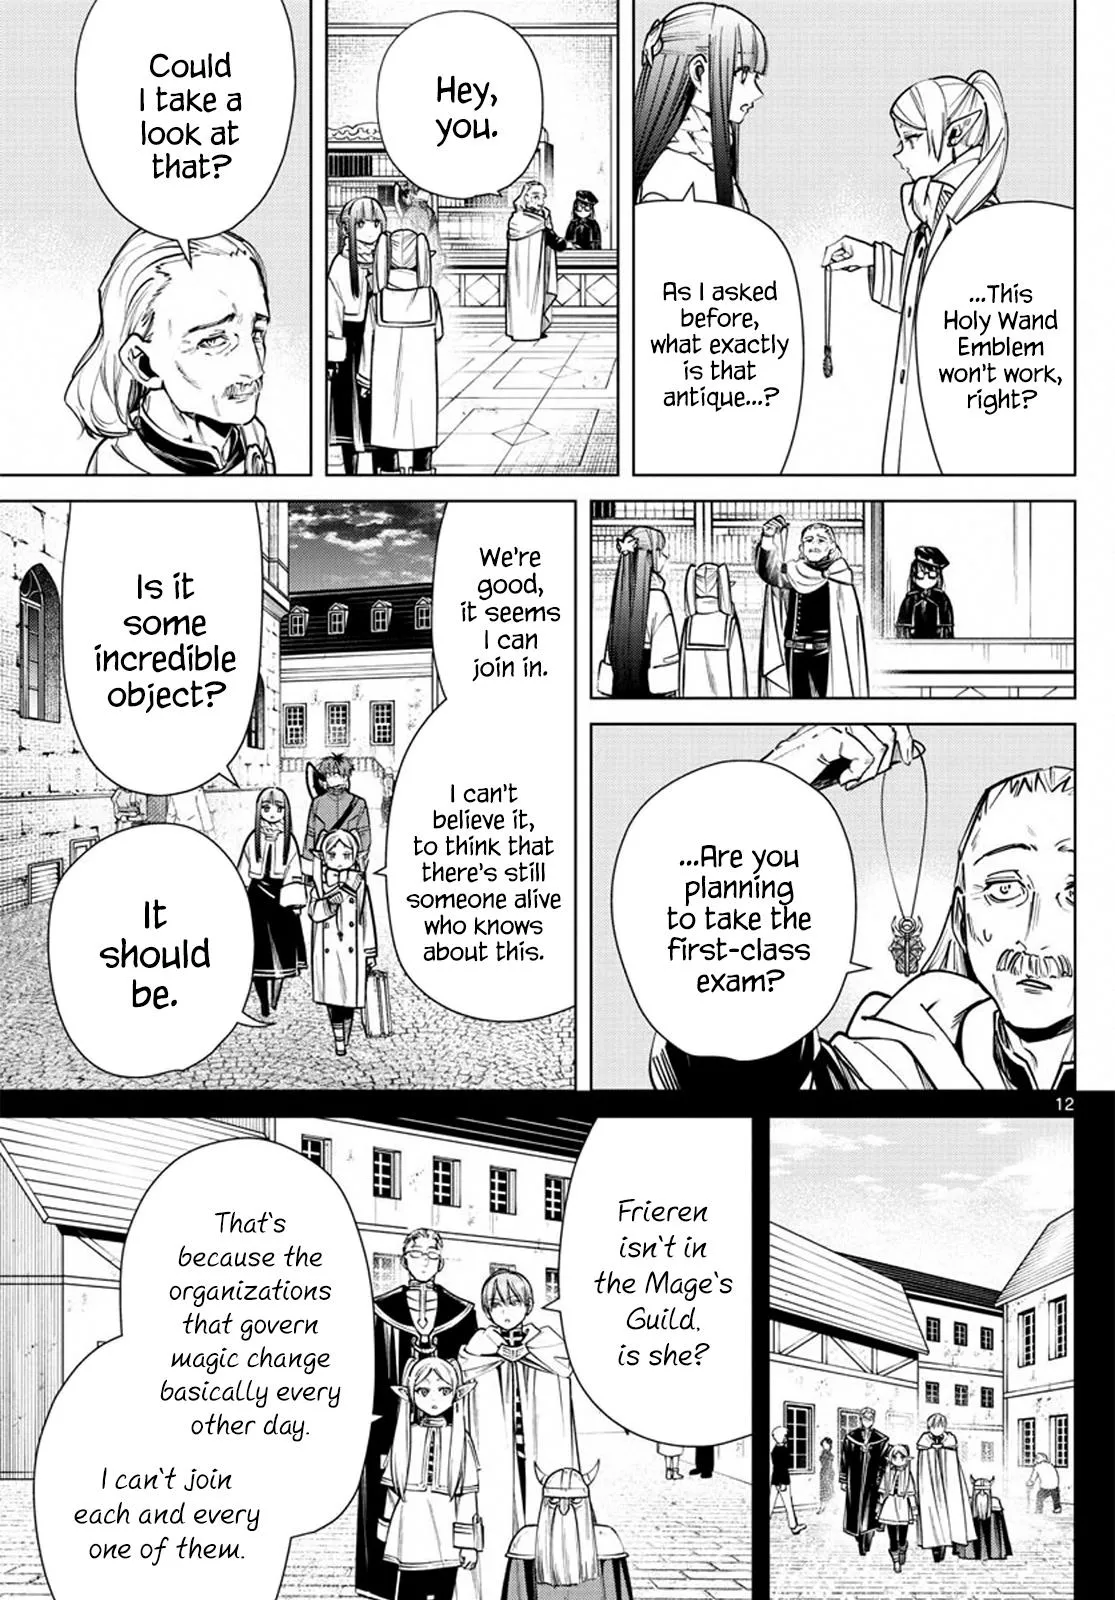 ...This
Holy Wand
Emblem
won't work,
right?
As I asked
before,
what exactly
is that
antique...?
Hey,
you.
Could
I take a
look at
that?
...Are you
planning
to take the
first-class
exam?
We're
good,
it seems
I can
join in.
I can't
believe it,
to think that
there's still
someone alive
who knows
about this.
Is it
some
incredible
object?
It
should
be.
12
Frieren
isn't in
the Mage's
Guild,
is she?
That's
because the
organizations
that govern
magic change
basically every
other day.
I can't join
each and every
one of them.